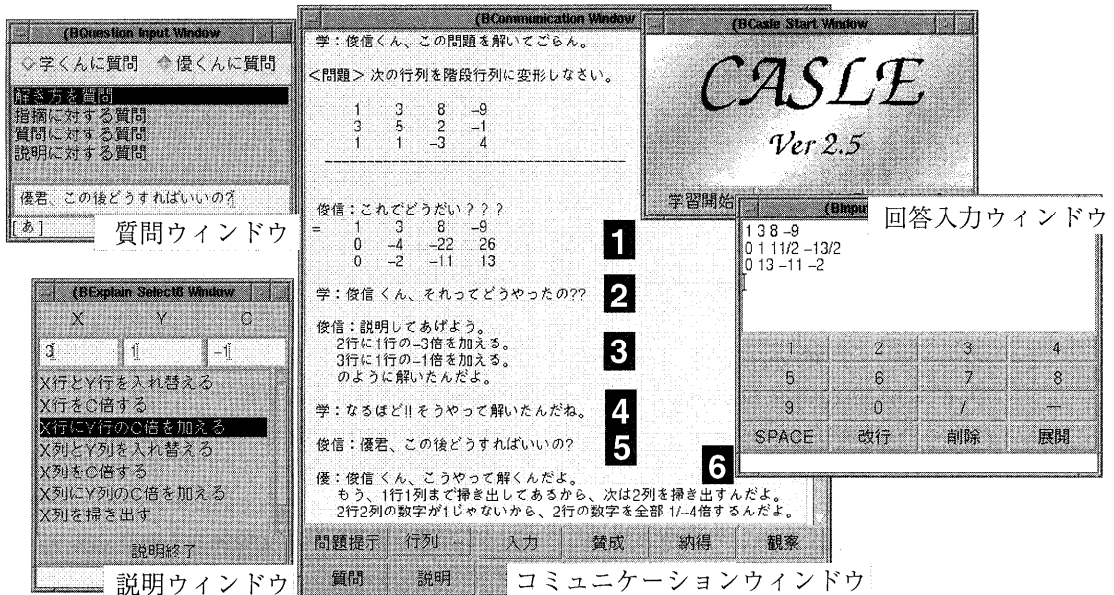 (BQuestion Input Window
◇学くんに質問 ◆優くんに質問
解き方を質問
指摘に対する質問
質問に対する質問
説明に対する質問
優君、この後どうすればいいの?
[あ]
質問ウィンドウ
(BExplain Select6 Window
X Y C
3 1 -1
X行とY行を入れ替える
X行をC倍する
X行にY行のC倍を加える
X列とY列を入れ替える
X列をC倍する
X列にY列のC倍を加える
X列を掃き出す
説明終了
説明ウィンドウ
(BCommunication Window
学:俊信くん、この問題を解いてごらん。
<問題>次の行列を階段行列に変形しなさい。
1 3 8 -9
3 5 2 -1
1 1 -3 4
俊信:これでどうだい???
= 1 3 8 -9
0 -4 -22 26
0 -2 -11 13
1
学:俊信くん、それってどうやったの??
2
俊信:説明してあげよう。
2行に1行の-3倍を加える。
3行に1行の-1倍を加える。
のように解いたんだよ。
3
学:なるほど!!そうやって解いたんだね。
4
俊信:優君、この後どうすればいいの?
5
6
優:俊信くん、こうやって解くんだよ。
もう、1行1列まで掃き出してあるから、次は2列を掃き出すんだよ。
2行2列の数字が1じゃないから、2行の数字を全部 1/-4倍するんだよ。
問題提示 行列 入力 賛成 納得 観察
質問 説明
コミュニケーションウィンドウ
(BCasle Start Window
CASLE
Ver 2.5
学習開始
(BInpu
回答入力ウィンドウ
1 3 8 -9
0 1 11/2 -13/2
0 13 -11 -2
1 2 3 4
5 6 7 8
9 0 / -
SPACE 改行 削除 展開